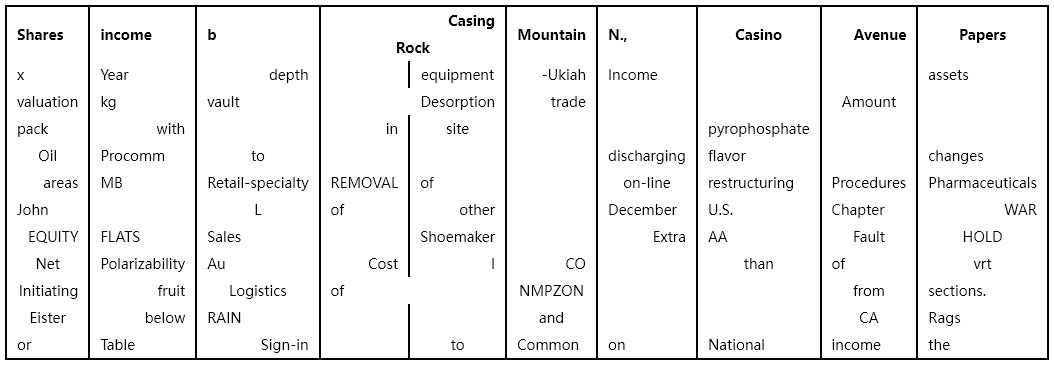 Shares income b Casing Rock Mountain N., Casino Avenue Papers
x Year depth equipment -Ukiah Income assets
valuation kg vault Desorption trade Amount
pack with in site pyrophosphate
Oil Procomm to discharging flavor changes
areas MB Retail-specialty REMOVAL of on-line restructuring Procedures Pharmaceuticals
John L of other December U.S. Chapter WAR
EQUITY FLATS Sales Shoemaker Extra AA Fault HOLD
Net Polarizability Au Cost I CO than of vrt
Initiating fruit Logistics of NMPZON from sections.
Eister below RAIN and CA Rags
or Table Sign-in to Common on National income the